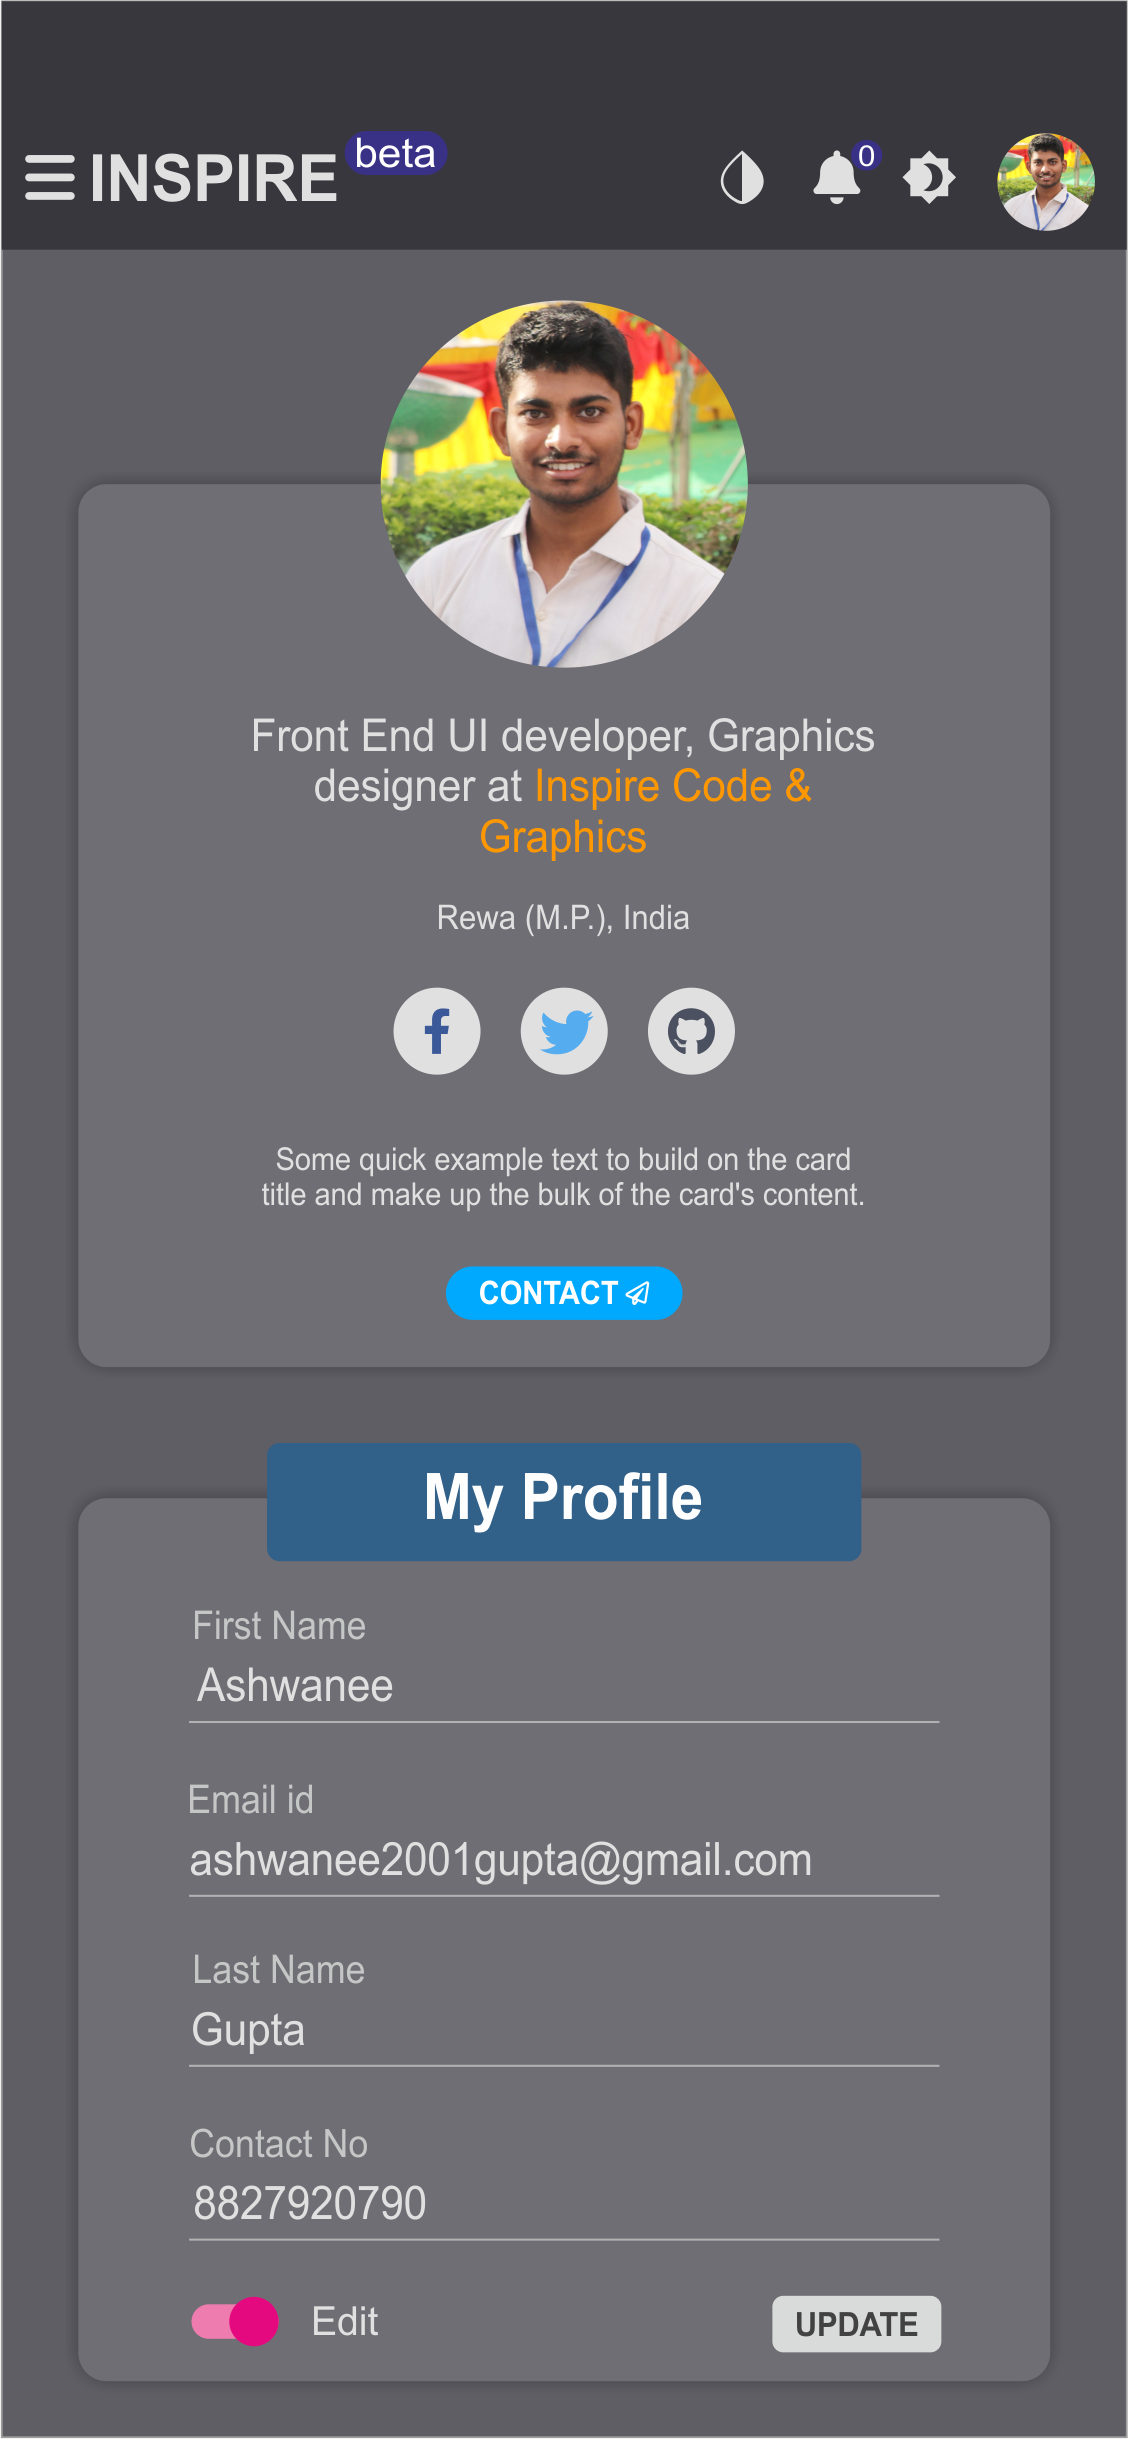 INSPIRE beta
0
Front End UI developer, Graphics
designer at Inspire Code &
Graphics
Rewa (M.P.), India
Some quick example text to build on the card
title and make up the bulk of the card's content.
CONTACT
My Profile
First Name
Ashwanee
Email id
ashwanee2001gupta@gmail.com
Last Name
Gupta
Contact No
8827920790
Edit
UPDATE